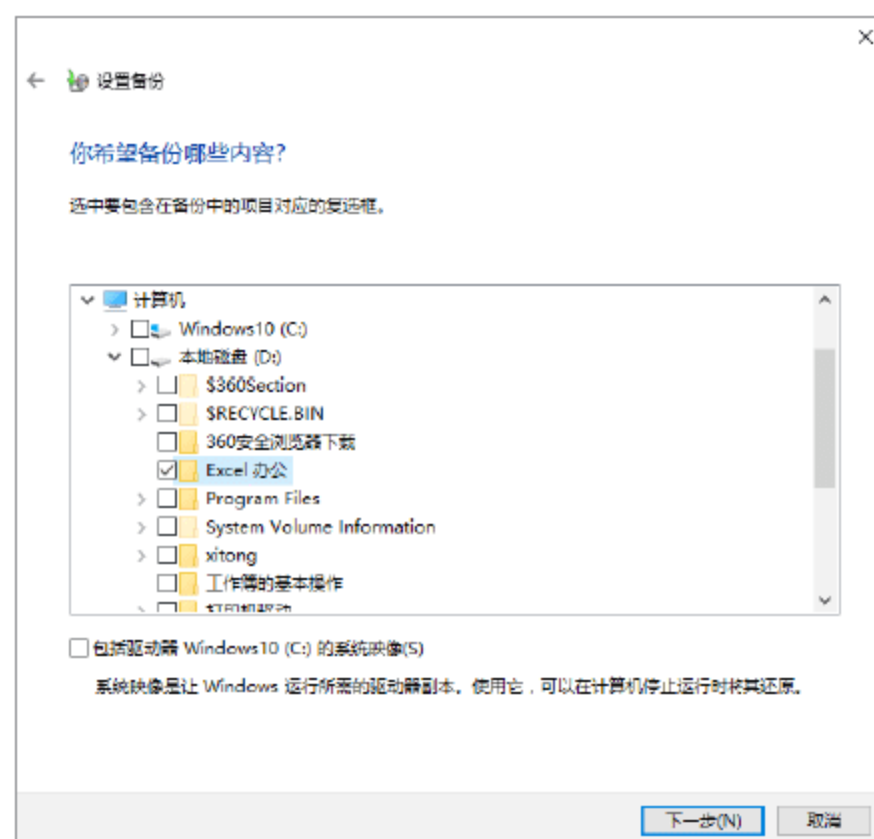 设置备份
你希望备份哪些内容?
选中要包含在备份中的项目对应的复选框。
计算机
Windows10 (C:)
本地磁盘 (D:)
$360Section
$RECYCLE.BIN
360安全浏览器下载
Excel 办公
Program Files
System Volume Information
xitong
工作簿的基本操作
打印机驱动
包括驱动器 Windows10 (C:) 的系统映像(S)
系统映像是让 Windows 运行所需的驱动器副本。使用它，可以在计算机停止运行时将其还原。
下一步(N) 取消